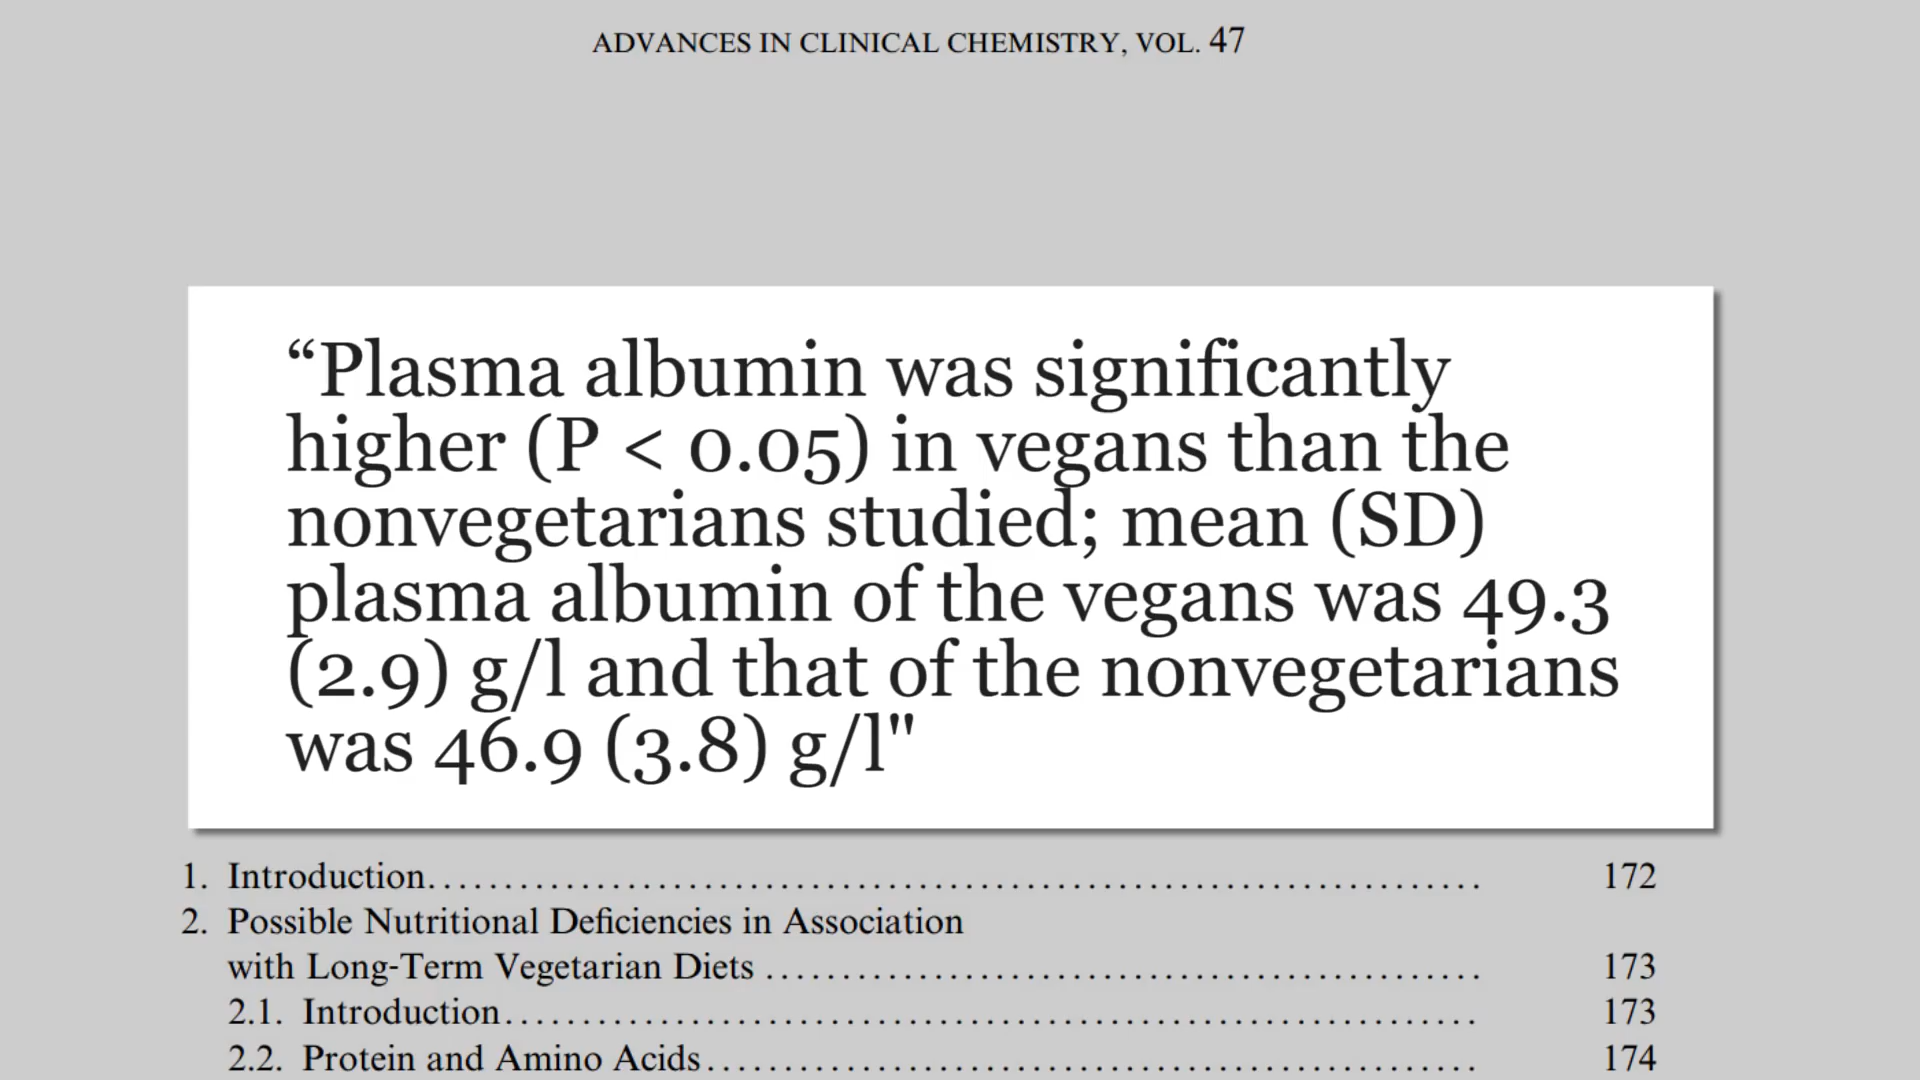 ADVANCES IN CLINICAL CHEMISTRY, VOL. 47
“Plasma albumin was significantly
higher (P < 0.05) in vegans than the
nonvegetarians studied; mean (SD)
plasma albumin of the vegans was 49.3
(2.9) g/l and that of the nonvegetarians
was 46.9 (3.8) g/l"
1. Introduction........................................................................ 172
2. Possible Nutritional Deficiencies in Association
with Long-Term Vegetarian Diets ................................................ 173
2.1. Introduction.................................................................. 173
2.2. Protein and Amino Acids................................................... 174